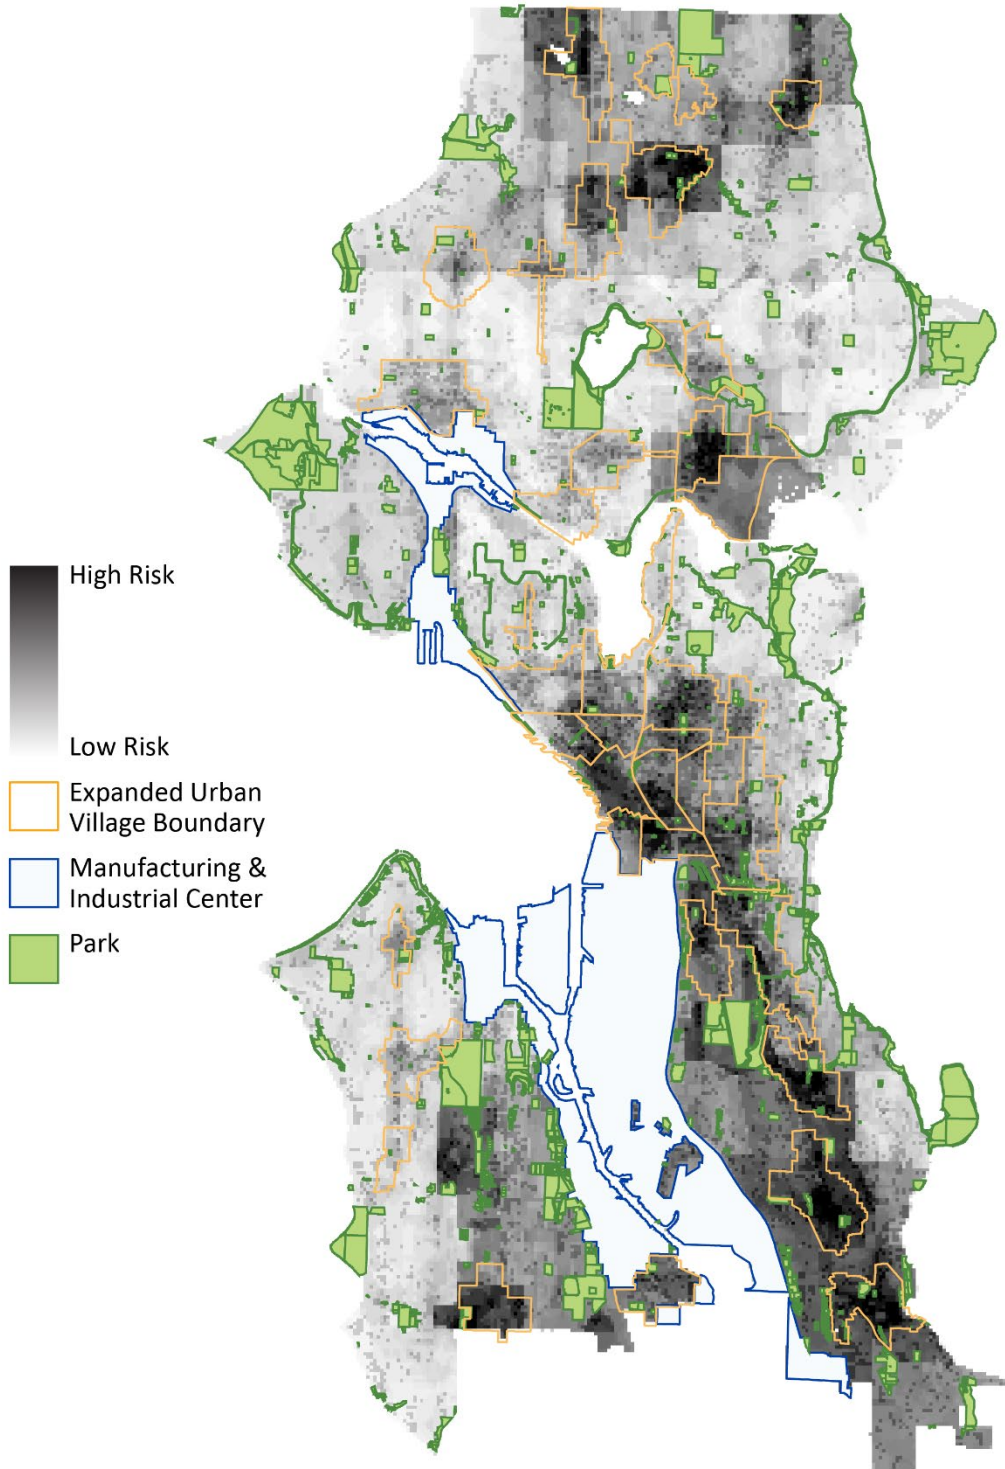 High Risk
Low Risk
Expanded Urban
Village Boundary
Manufacturing &
Industrial Center
Park